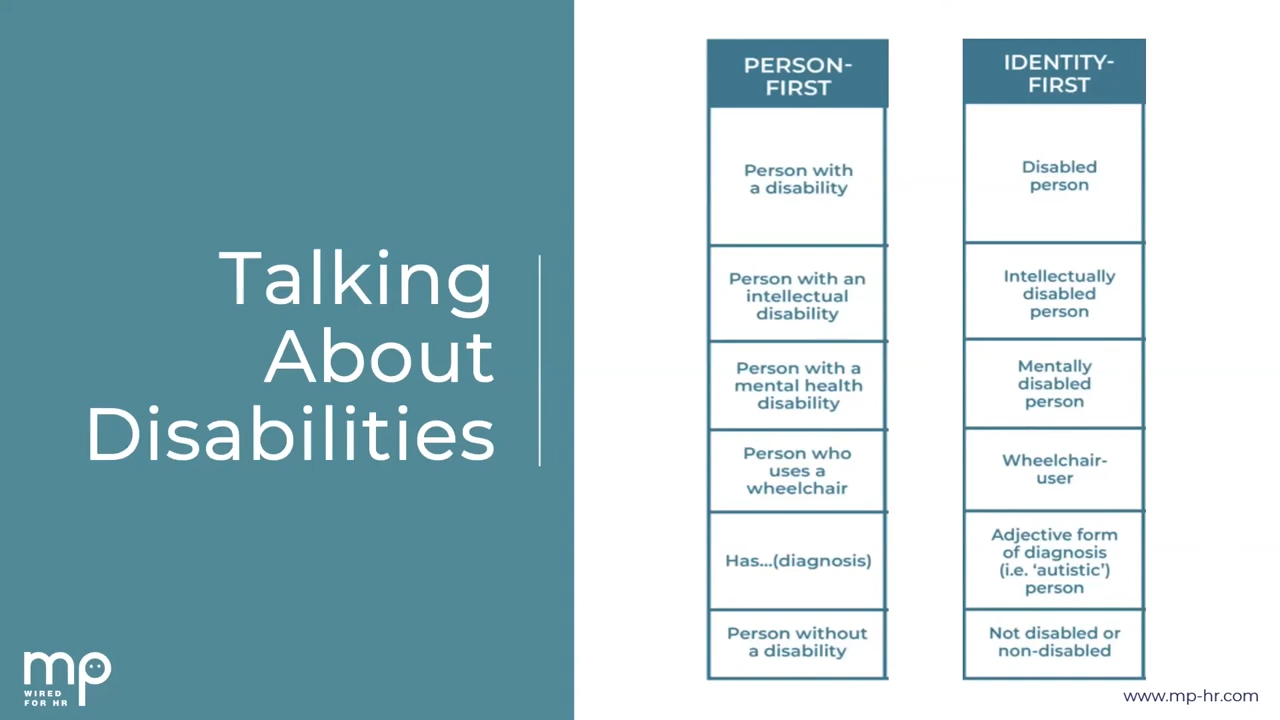 Talking
About
Disabilities
mp
WIRED
FOR HR
PERSON-
FIRST
Person with
a disability
Person with an
intellectual
disability
Person with a
mental health
disability
Person who
uses a
wheelchair
Has...(diagnosis)
Person without
a disability
IDENTITY-
FIRST
Disabled
person
Intellectually
disabled
person
Mentally
disabled
person
Wheelchair-
user
Adjective form
of diagnosis
(i.e. ‘autistic’)
person
Not disabled or
non-disabled
www.mp-hr.com